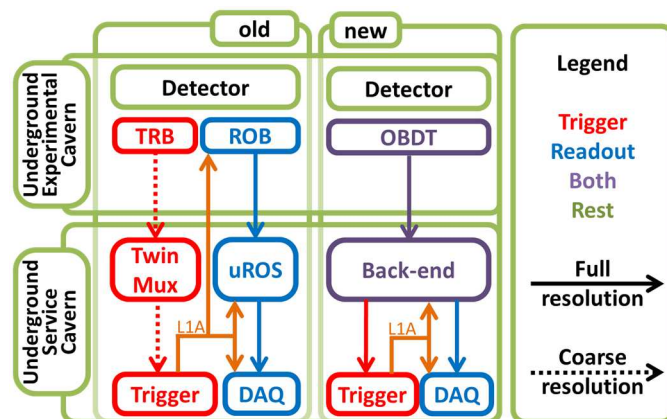 old
new
Underground
Experimental
Cavern
Detector
Detector
TRB
ROB
OBDT
Underground
Service
Cavern
Twin
Mux
uROS
Back-end
L1A
L1A
Trigger
DAQ
Trigger
DAQ
Legend
Trigger
Readout
Both
Rest
Full
resolution
Coarse
resolution